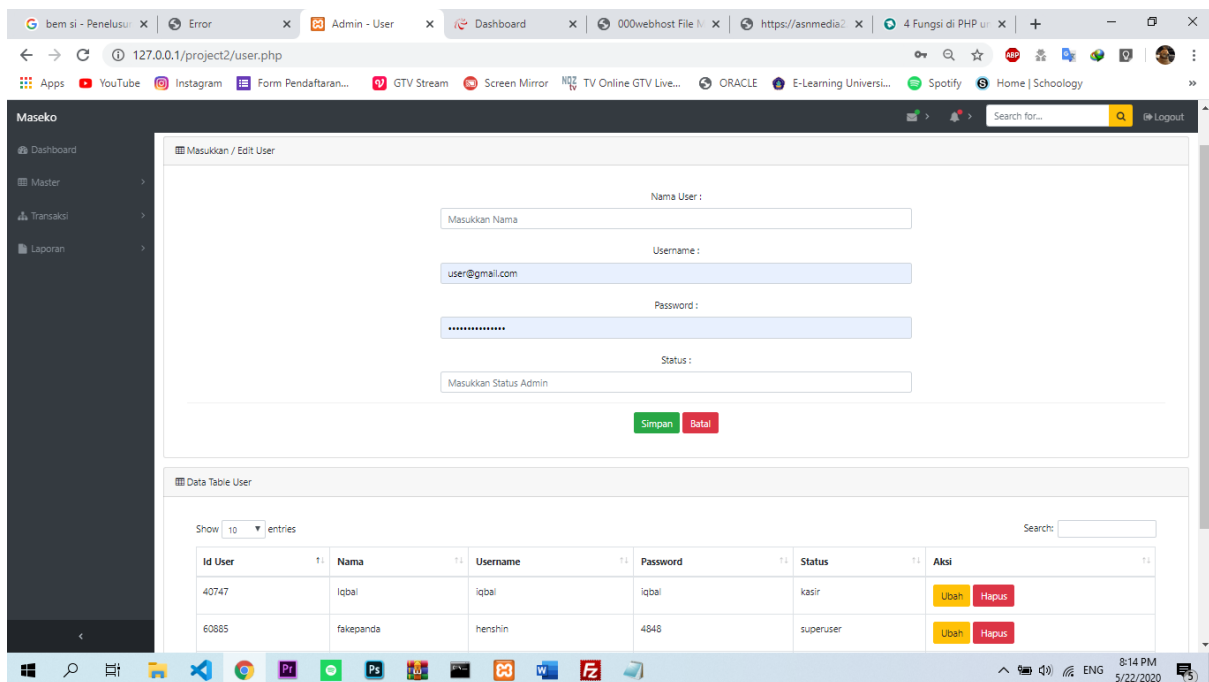 bem si - Penelusur
Error
Admin - User
Dashboard
000webhost File M
https://asnmedia2
4 Fungsi di PHP un
127.0.0.1/project2/user.php
ABP
Apps
YouTube
Instagram
Form Pendaftaran...
GTV Stream
Screen Mirror
TV Online GTV Live...
ORACLE
E-Learning Universi...
Spotify
Home | Schoology
»
Maseko
Search for...
Logout
Dashboard
Master
Transaksi
Laporan
Masukkan / Edit User
Nama User :
Masukkan Nama
Username :
user@gmail.com
Password :
•••••••••••••••
Status :
Masukkan Status Admin
Simpan Batal
Data Table User
Show 10 entries
Search:
Id User Nama Username Password Status Aksi
40747 iqbal iqbal iqbal kasir Ubah Hapus
60885 fakepanda henshin 4848 superuser Ubah Hapus
ENG
8:14 PM
5/22/2020